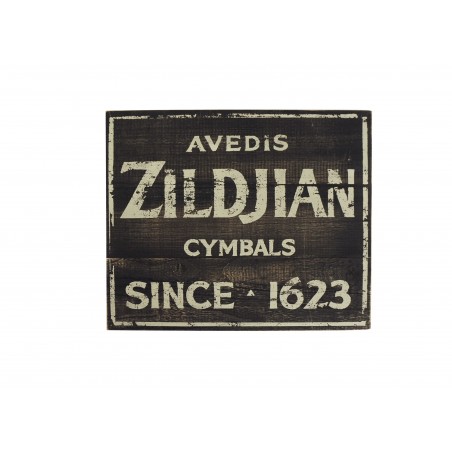 AVEDiS
ZILDJIAN
CYMBALS
SINCE ▲ 1623